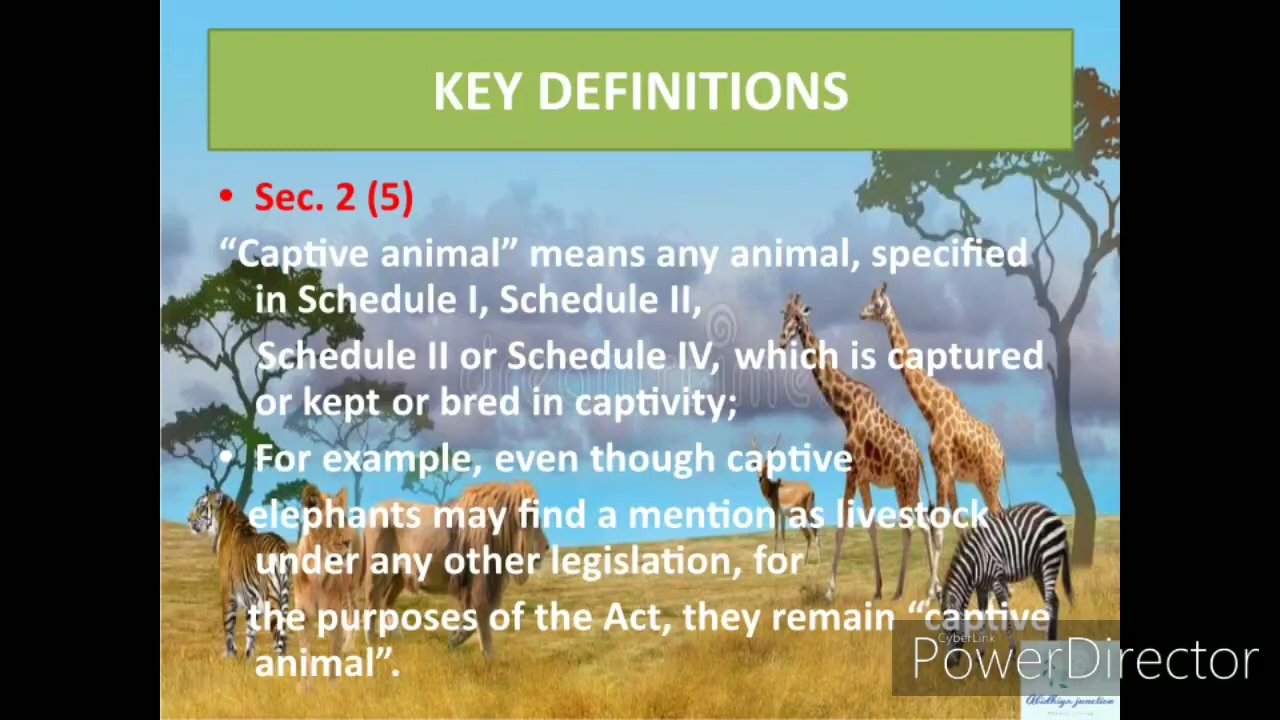 KEY DEFINITIONS
• Sec. 2 (5)
“Captive animal” means any animal, specified
in Schedule I, Schedule II,
Schedule II or Schedule IV, which is captured
or kept or bred in captivity;
• For example, even though captive
elephants may find a mention as livestock
under any other legislation, for
the purposes of the Act, they remain “captive
animal”.
CyberLink
PowerDirector